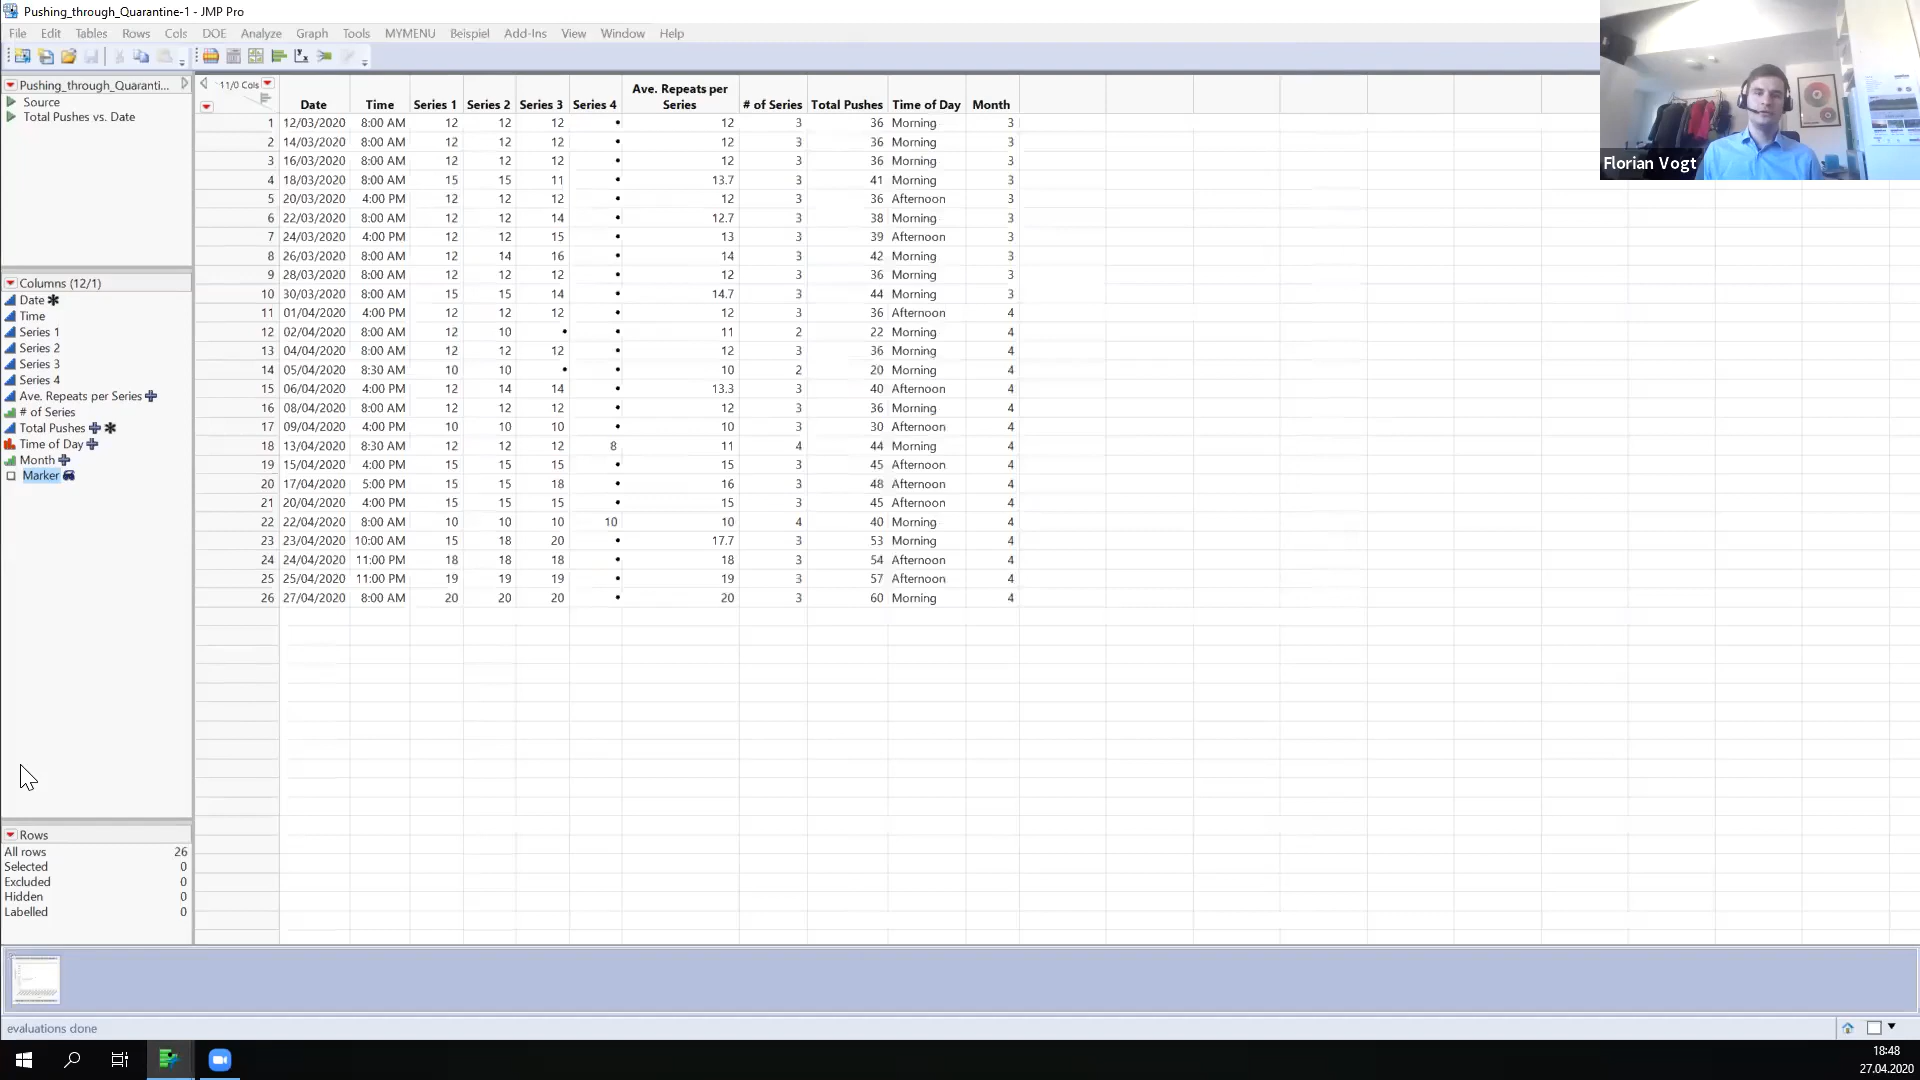 Pushing_through_Quarantine-1 - JMP Pro
File Edit Tables Rows Cols DOE Analyze Graph Tools MYMENU Beispiel Add-Ins View Window Help
Florian Vogt
Pushing_through_Quaranti...
Source
Total Pushes vs. Date
Columns (12/1)
Date
Time
Series 1
Series 2
Series 3
Series 4
Ave. Repeats per Series
# of Series
Total Pushes
Time of Day
Month
Marker
Rows
All rows 26
Selected 0
Excluded 0
Hidden 0
Labelled 0
11/0 Cols
Date Time Series 1 Series 2 Series 3 Series 4 Ave. Repeats per Series # of Series Total Pushes Time of Day Month
1 12/03/2020 8:00 AM 12 12 12 • 12 3 36 Morning 3
2 14/03/2020 8:00 AM 12 12 12 • 12 3 36 Morning 3
3 16/03/2020 8:00 AM 12 12 12 • 12 3 36 Morning 3
4 18/03/2020 8:00 AM 15 15 11 • 13.7 3 41 Morning 3
5 20/03/2020 4:00 PM 12 12 12 • 12 3 36 Afternoon 3
6 22/03/2020 8:00 AM 12 12 14 • 12.7 3 38 Morning 3
7 24/03/2020 4:00 PM 12 12 15 • 13 3 39 Afternoon 3
8 26/03/2020 8:00 AM 12 14 16 • 14 3 42 Morning 3
9 28/03/2020 8:00 AM 12 12 12 • 12 3 36 Morning 3
10 30/03/2020 8:00 AM 15 15 14 • 14.7 3 44 Morning 3
11 01/04/2020 4:00 PM 12 12 12 • 12 3 36 Afternoon 4
12 02/04/2020 8:00 AM 12 10 • • 11 2 22 Morning 4
13 04/04/2020 8:00 AM 12 12 12 • 12 3 36 Morning 4
14 05/04/2020 8:30 AM 10 10 • • 10 2 20 Morning 4
15 06/04/2020 4:00 PM 12 14 14 • 13.3 3 40 Afternoon 4
16 08/04/2020 8:00 AM 12 12 12 • 12 3 36 Morning 4
17 09/04/2020 4:00 PM 10 10 10 • 10 3 30 Afternoon 4
18 13/04/2020 8:30 AM 12 12 12 8 11 4 44 Morning 4
19 15/04/2020 4:00 PM 15 15 15 • 15 3 45 Afternoon 4
20 17/04/2020 5:00 PM 15 15 18 • 16 3 48 Afternoon 4
21 20/04/2020 4:00 PM 15 15 15 • 15 3 45 Afternoon 4
22 22/04/2020 8:00 AM 10 10 10 10 10 4 40 Morning 4
23 23/04/2020 10:00 AM 15 18 20 • 17.7 3 53 Morning 4
24 24/04/2020 11:00 PM 18 18 18 • 18 3 54 Afternoon 4
25 25/04/2020 11:00 PM 19 19 19 • 19 3 57 Afternoon 4
26 27/04/2020 8:00 AM 20 20 20 • 20 3 60 Morning 4
evaluations done
18:48
27.04.2020